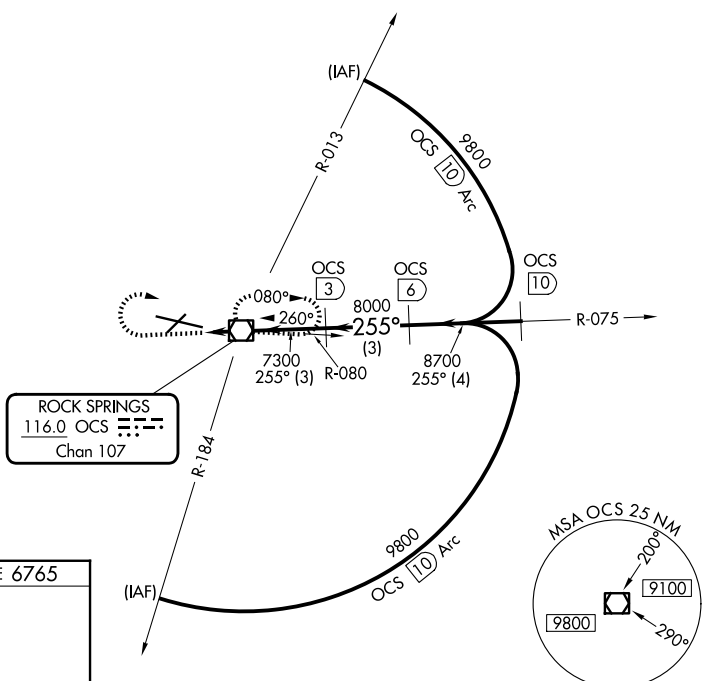 (IAF)
R-013
9800
OCS 10 Arc
OCS
10
OCS
6
OCS
3
080°
260°
8000
255°
(3)
R-075
7300
255° (3)
R-080
8700
255° (4)
ROCK SPRINGS
116.0 OCS
Chan 107
R-184
9800
OCS 10 Arc
(IAF)
6765
MSA OCS 25 NM
200°
9100
9800
290°